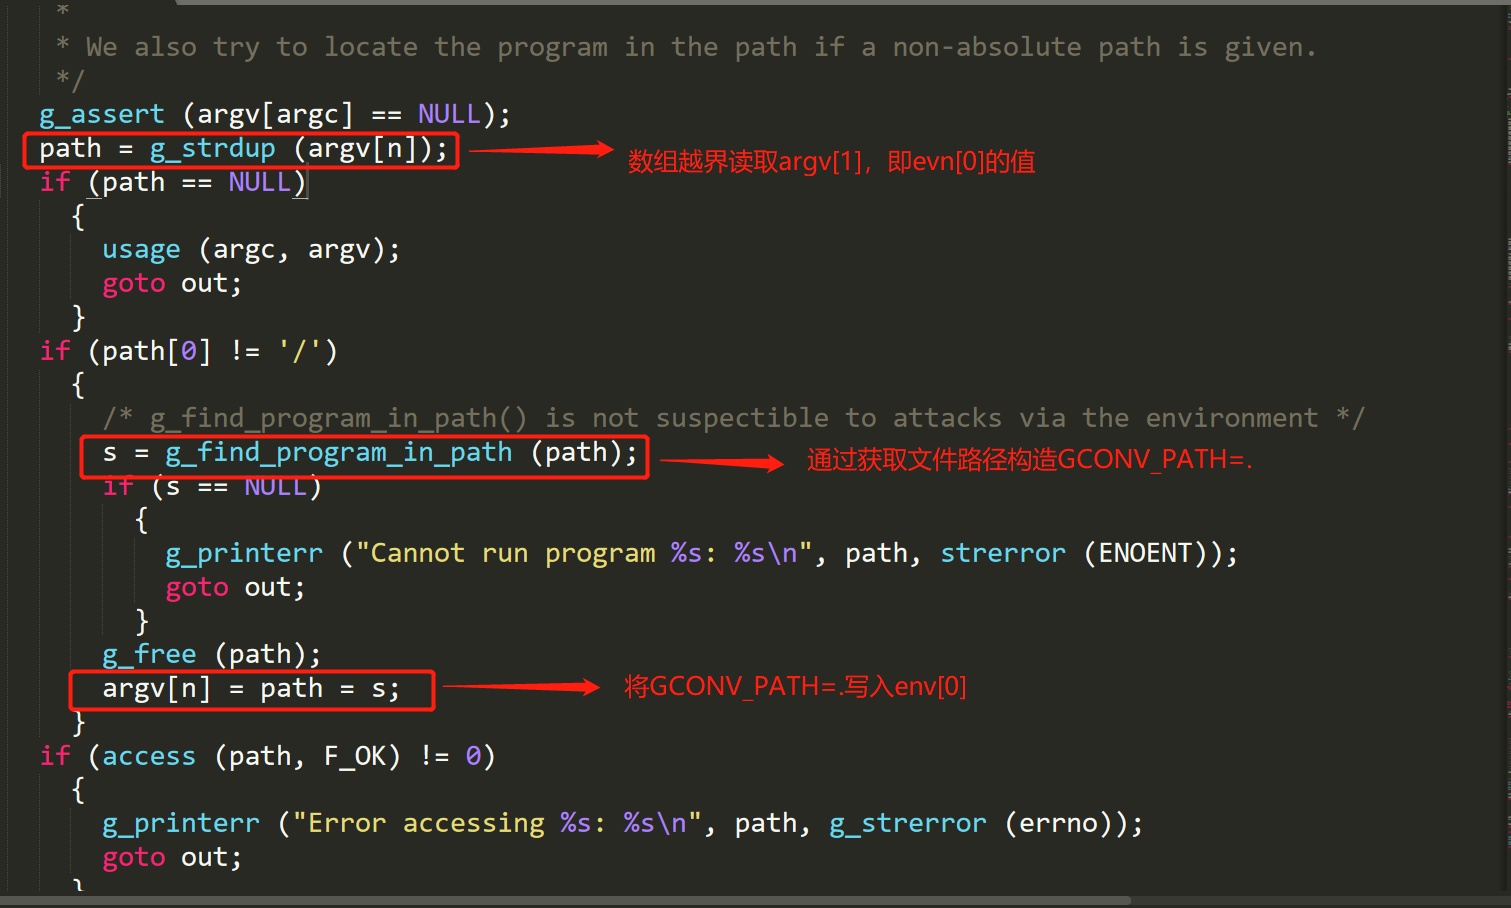 *
* We also try to locate the program in the path if a non-absolute path is given.
*/
g_assert (argv[argc] == NULL);
path = g_strdup (argv[n]);
数组越界读取argv[1]，即evn[0]的值
if (path == NULL)
{
usage (argc, argv);
goto out;
}
if (path[0] != '/')
{
/* g_find_program_in_path() is not suspectible to attacks via the environment */
s = g_find_program_in_path (path);
通过获取文件路径构造GCONV_PATH=.
if (s == NULL)
{
g_printerr ("Cannot run program %s: %s\n", path, strerror (ENOENT));
goto out;
}
g_free (path);
argv[n] = path = s;
将GCONV_PATH=.写入env[0]
}
if (access (path, F_OK) != 0)
{
g_printerr ("Error accessing %s: %s\n", path, g_strerror (errno));
goto out;
}